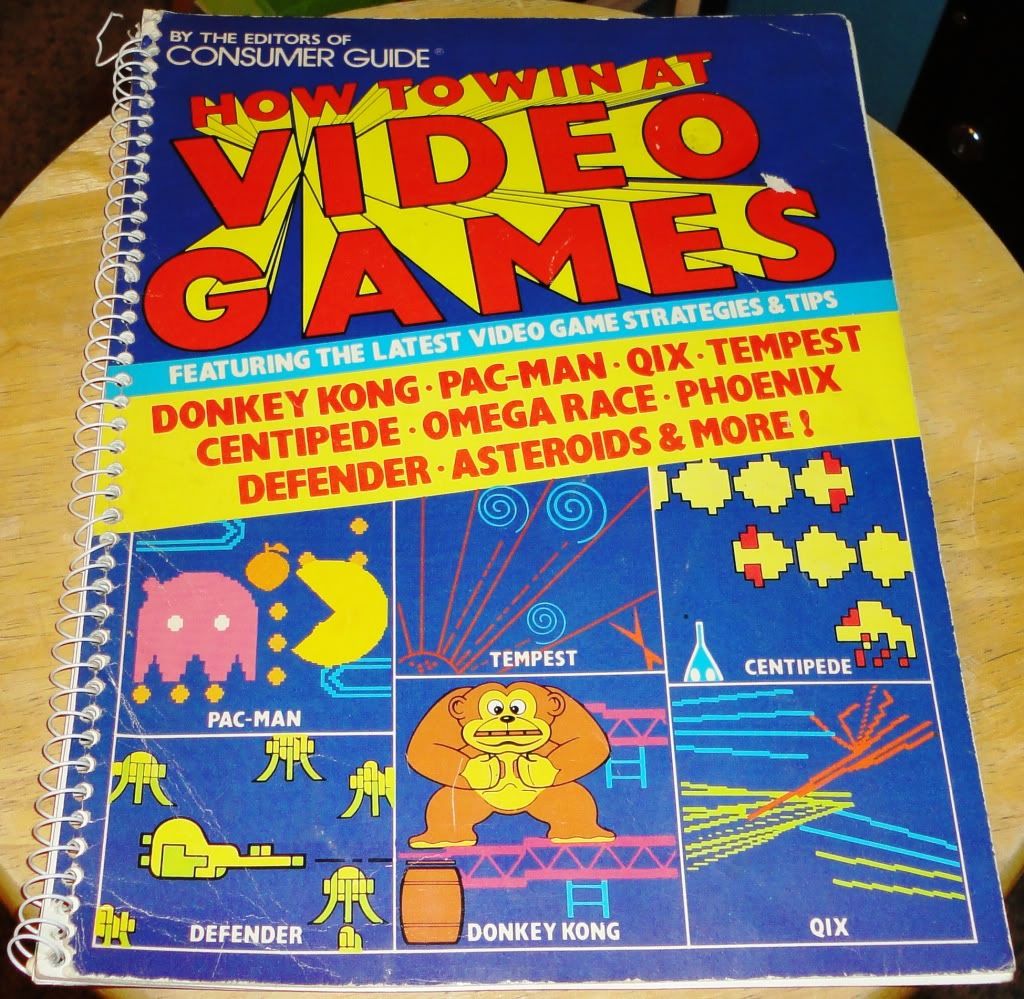 BY THE EDITORS OF
CONSUMER GUIDE®
HOW TO WIN AT
VIDEO
GAMES
FEATURING THE LATEST VIDEO GAME STRATEGIES & TIPS
DONKEY KONG · PAC-MAN · QIX · TEMPEST
CENTIPEDE · OMEGA RACE · PHOENIX
DEFENDER · ASTEROIDS & MORE!
PAC-MAN
TEMPEST
CENTIPEDE
DEFENDER
DONKEY KONG
QIX